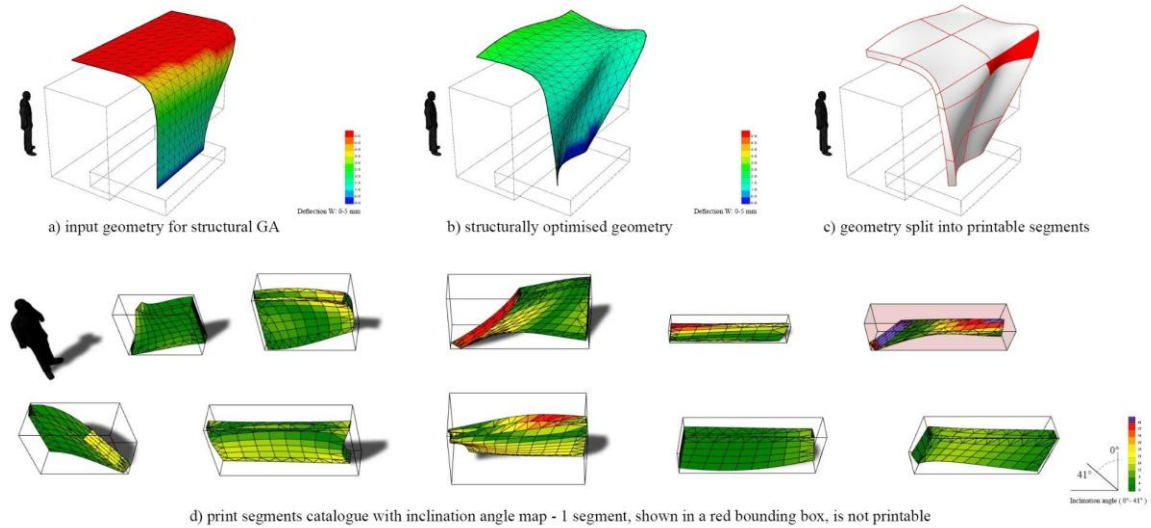 Deflection W: 0-5 mm
Deflection W: 0-5 mm
a) input geometry for structural GA
b) structurally optimised geometry
c) geometry split into printable segments
0°
41°
Inclination angle ( 0°- 41°)
d) print segments catalogue with inclination angle map - 1 segment, shown in a red bounding box, is not printable